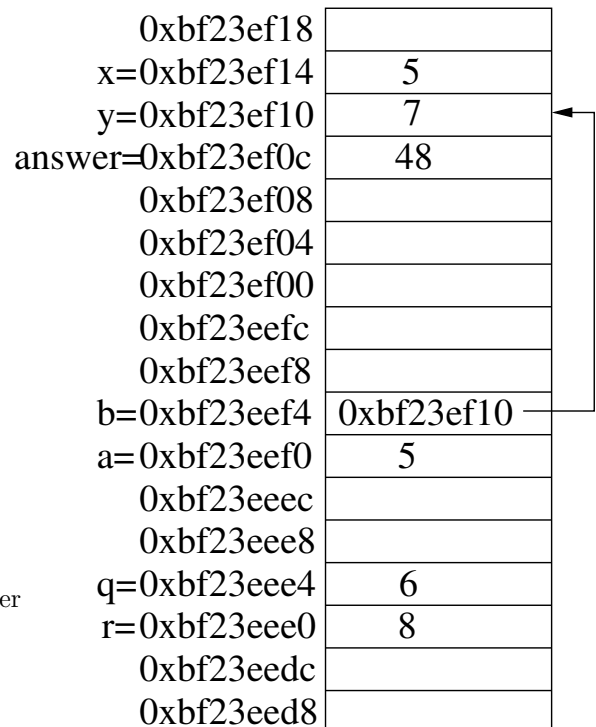 0xbf23ef18
x=0xbf23ef14 5
y=0xbf23ef10 7
answer=0xbf23ef0c 48
0xbf23ef08
0xbf23ef04
0xbf23ef00
0xbf23eefc
0xbf23eef8
b=0xbf23eef4 0xbf23ef10
a=0xbf23eef0 5
0xbf23eeec
0xbf23eee8
er q=0xbf23eee4 6
r=0xbf23eee0 8
0xbf23eedc
0xbf23eed8